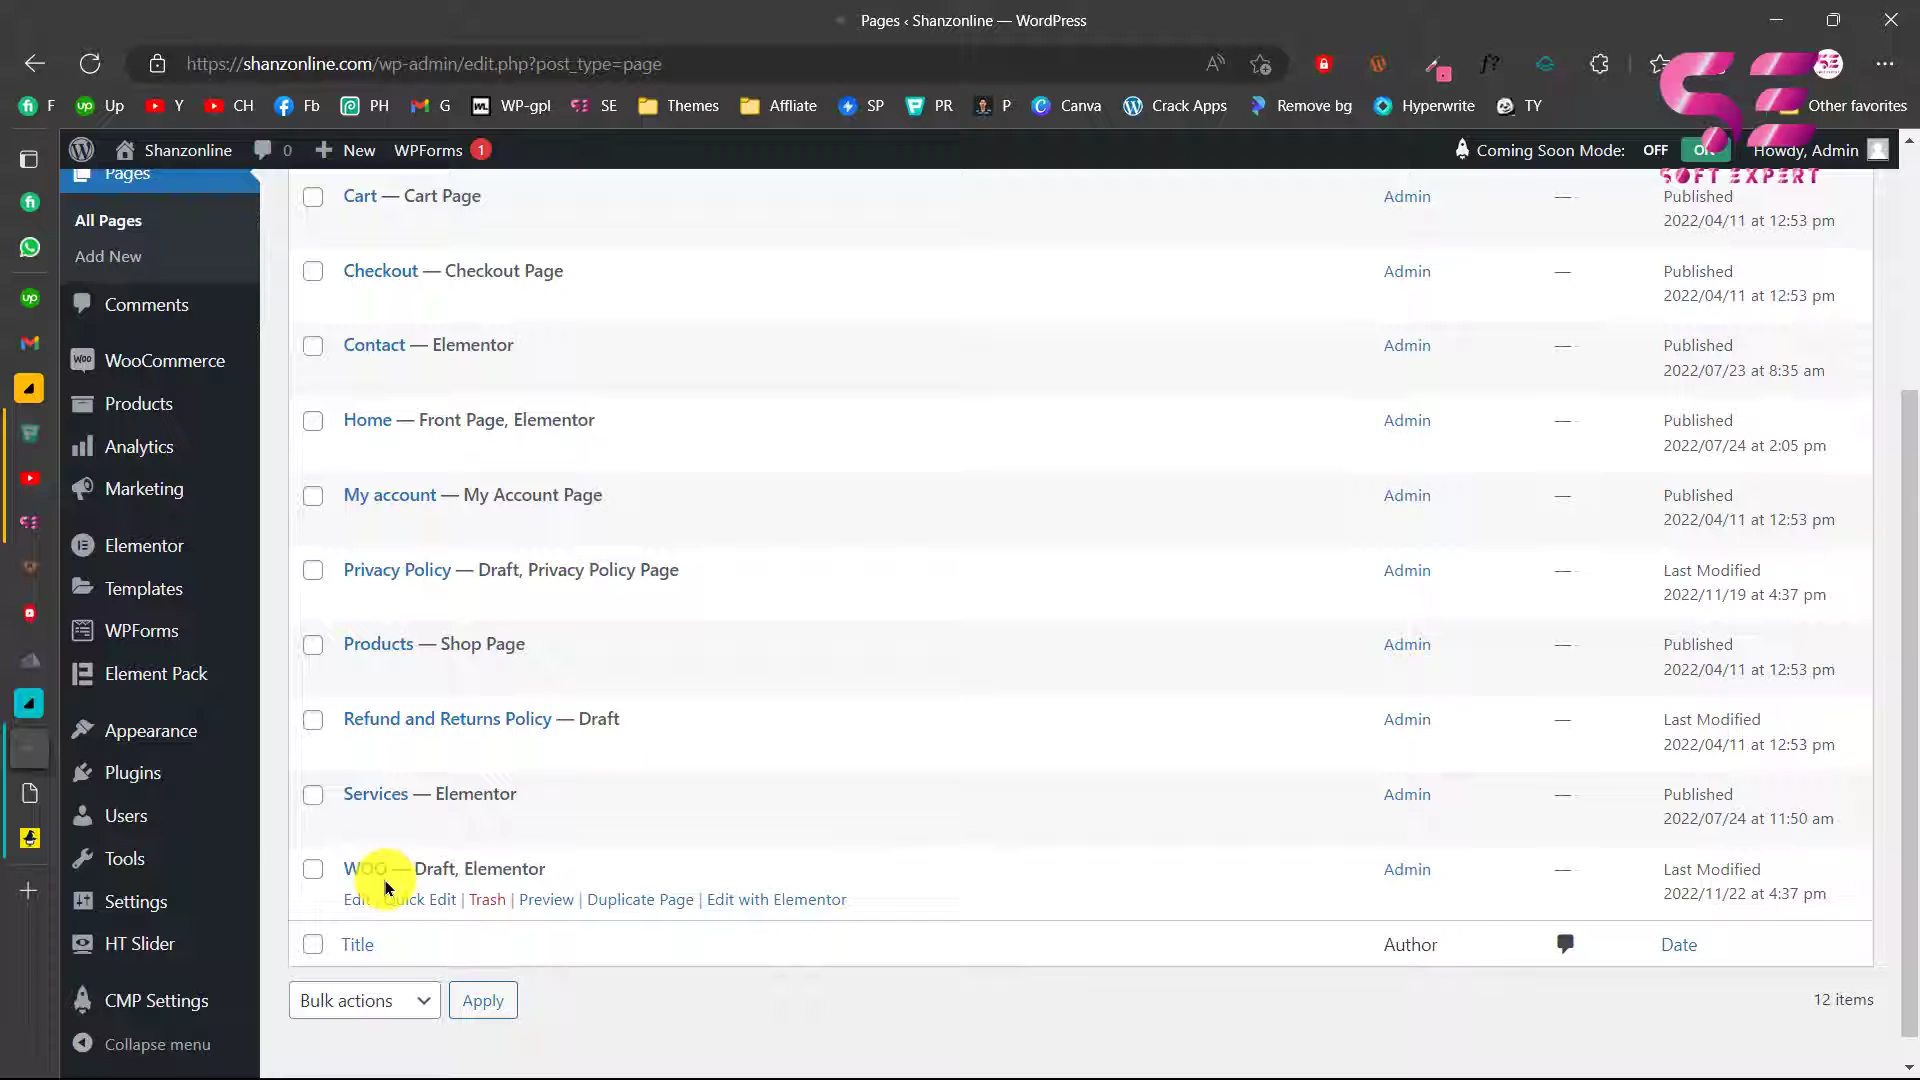 Pages ‹ Shanzonline — WordPress
https://shanzonline.com/wp-admin/edit.php?post_type=page
F Up Y CH Fb PH G WP-gpl SE Themes Affliate SP PR P Canva Crack Apps Remove bg Hyperwrite TY Other favorites
Shanzonline 0 New WPForms 1 Coming Soon Mode: OFF ON Howdy, Admin
SOFT EXPERT
Pages
All Pages
Add New
Comments
WooCommerce
Products
Analytics
Marketing
Elementor
Templates
WPForms
Element Pack
Appearance
Plugins
Users
Tools
Settings
HT Slider
CMP Settings
Collapse menu
Cart — Cart Page Admin — Published
2022/04/11 at 12:53 pm
Checkout — Checkout Page Admin — Published
2022/04/11 at 12:53 pm
Contact — Elementor Admin — Published
2022/07/23 at 8:35 am
Home — Front Page, Elementor Admin — Published
2022/07/24 at 2:05 pm
My account — My Account Page Admin — Published
2022/04/11 at 12:53 pm
Privacy Policy — Draft, Privacy Policy Page Admin — Last Modified
2022/11/19 at 4:37 pm
Products — Shop Page Admin — Published
2022/04/11 at 12:53 pm
Refund and Returns Policy — Draft Admin — Last Modified
2022/04/11 at 12:53 pm
Services — Elementor Admin — Published
2022/07/24 at 11:50 am
WOO — Draft, Elementor Admin — Last Modified
2022/11/22 at 4:37 pm
Edit | Quick Edit | Trash | Preview | Duplicate Page | Edit with Elementor
Title Author Date
Bulk actions Apply 12 items